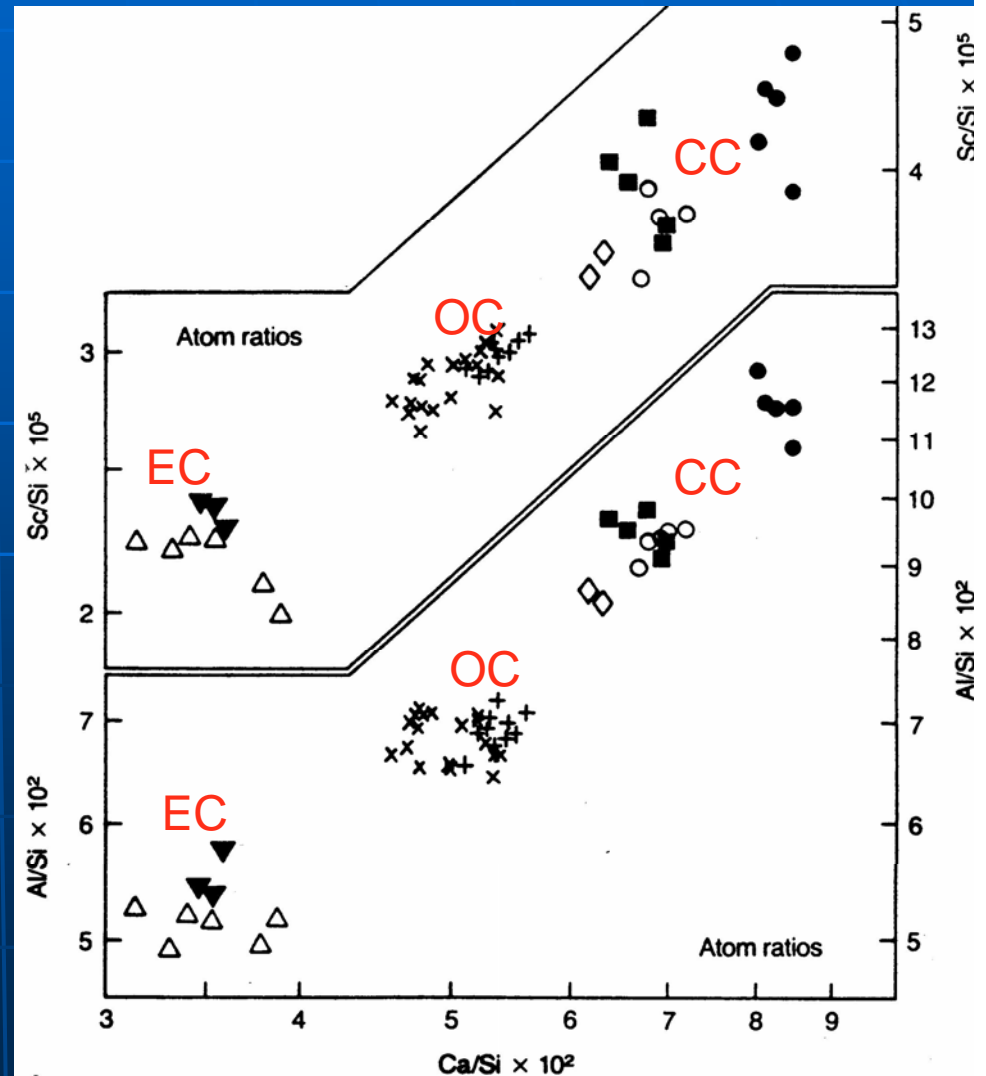 5
Sc/Si × 10⁵
4
CC
OC
Atom ratios
3
Sc/Si × 10⁵
EC
2
13
12
11
10
9
8
7
6
5
Al/Si × 10²
CC
OC
7
6
5
Al/Si × 10²
EC
Atom ratios
3 4 5 6 7 8 9
Ca/Si × 10²